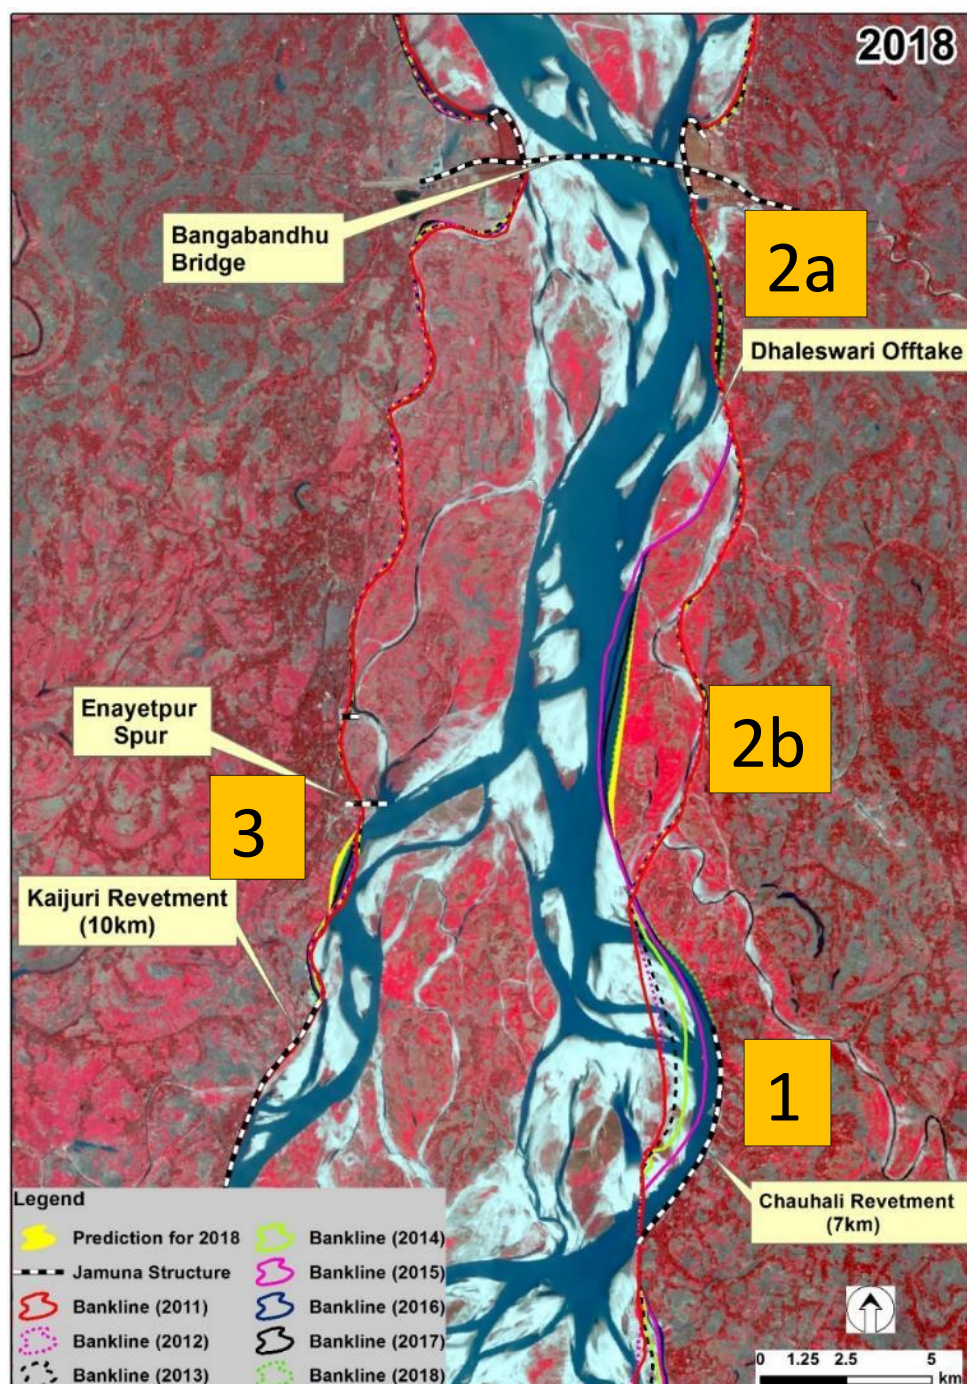 2018
Bangabandhu
Bridge
2a
Dhaleswari Offtake
Enayetpur
Spur
2b
3
Kaijuri Revetment
(10km)
1
Chauhali Revetment
(7km)
Legend
Prediction for 2018
Jamuna Structure
Bankline (2011)
Bankline (2012)
Bankline (2013)
Bankline (2014)
Bankline (2015)
Bankline (2016)
Bankline (2017)
Bankline (2018)
0 1.25 2.5 5
km